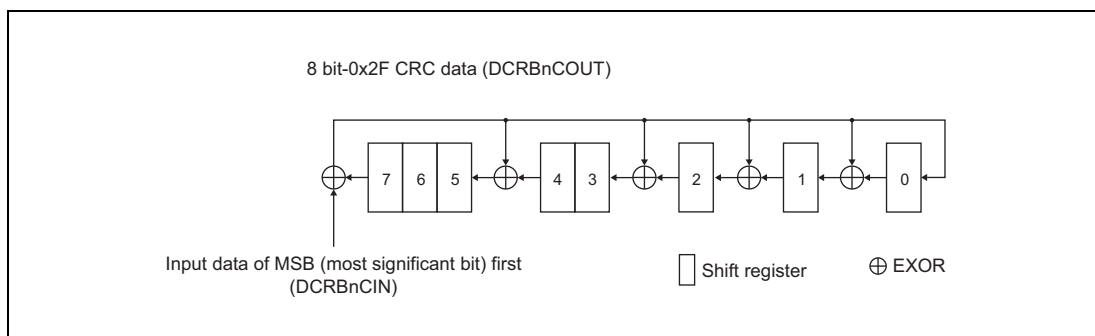 8 bit-0x2F CRC data (DCRBnCOUT)
7 6 5 4 3 2 1 0
Input data of MSB (most significant bit) first
(DCRBnCIN)
Shift register
EXOR